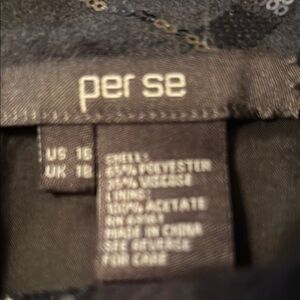 per se
US 16
UK 18
SHELL:
65% POLYESTER
35% VISCOSE
LINING:
100% ACETATE
RN
MADE IN CHINA
SEE REVERSE
FOR CARE